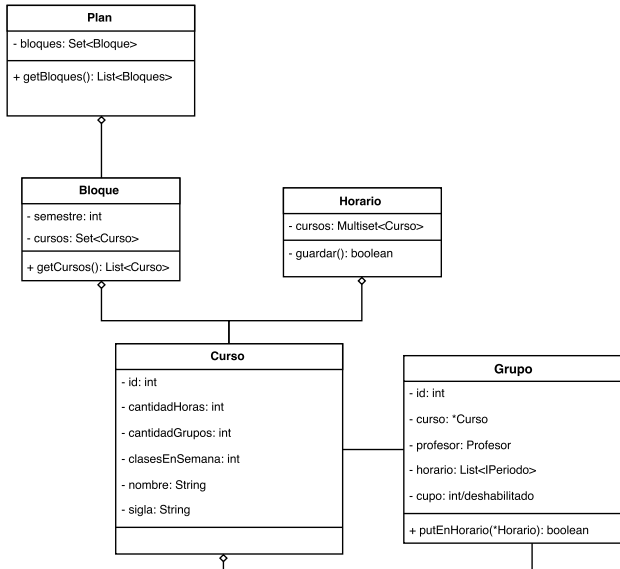 Plan
- bloques: Set<Bloque>
+ getBloques(): List<Bloques>
Bloque
- semestre: int
- cursos: Set<Curso>
+ getCursos(): List<Curso>
Horario
- cursos: Multiset<Curso>
- guardar(): boolean
Curso
- id: int
- cantidadHoras: int
- cantidadGrupos: int
- clasesEnSemana: int
- nombre: String
- sigla: String
Grupo
- id: int
- curso: *Curso
- profesor: Profesor
- horario: List<IPeriodo>
- cupo: int/deshabilitado
+ putEnHorario(*Horario): boolean